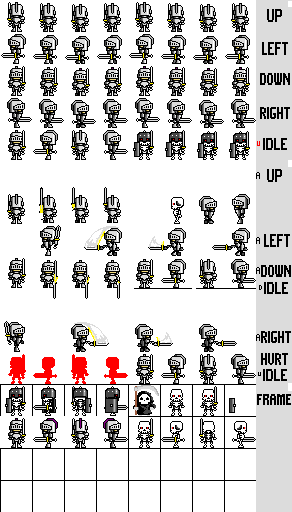 UP
LEFT
DOWN
RIGHT
U IDLE
A UP
A LEFT
A DOWN
D IDLE
A RIGHT
HURT
U IDLE
FRAME